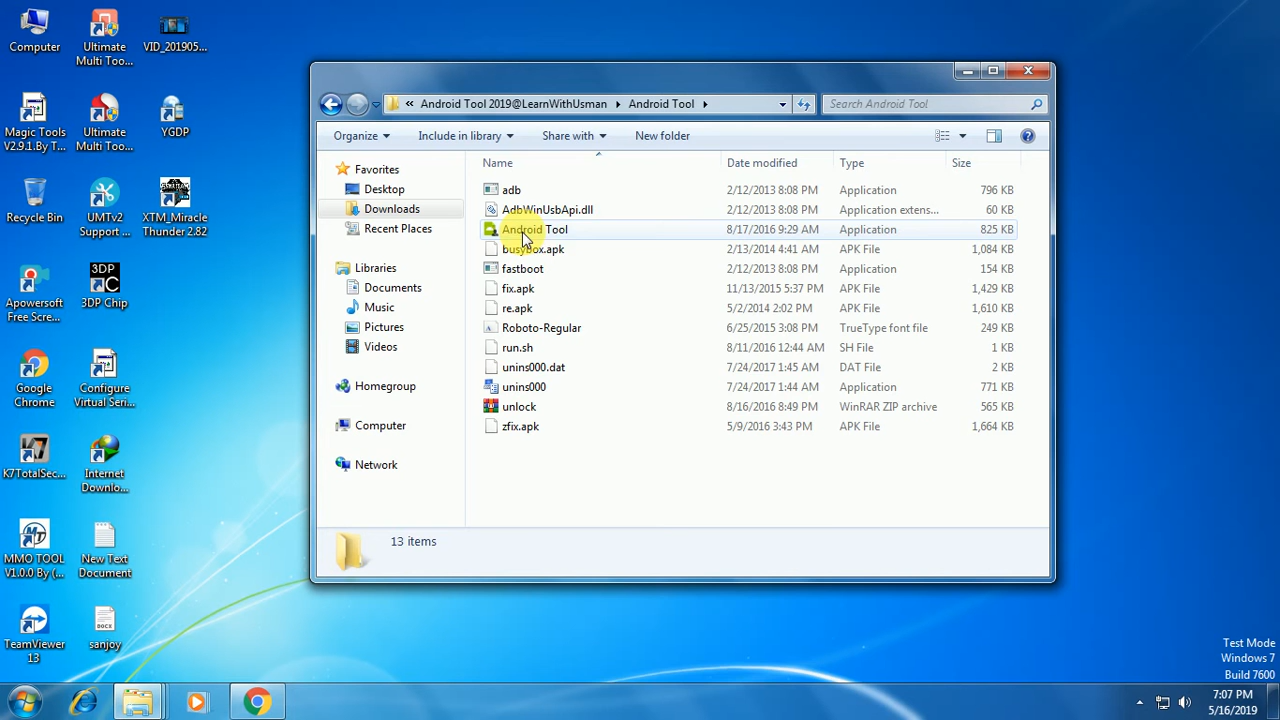 Computer
Ultimate
Multi Too...
VID_201905...
Magic Tools
V2.9.1.By T...
Ultimate
Multi Too...
YGDP
Recycle Bin
UMTv2
Support ...
XTM_Miracle
Thunder 2.82
Apowersoft
Free Scre...
3DP
3DP Chip
Google
Chrome
Configure
Virtual Seri...
K7TotalSec...
Internet
Downlo...
MMO TOOL
V1.0.0 By (...
New Text
Document
TeamViewer
13
sanjoy
« Android Tool 2019@LearnWithUsman Android Tool
Search Android Tool
Organize Include in library Share with New folder
Favorites
Desktop
Downloads
Recent Places
Libraries
Documents
Music
Pictures
Videos
Homegroup
Computer
Network
Name Date modified Type Size
adb 2/12/2013 8:08 PM Application 796 KB
AdbWinUsbApi.dll 2/12/2013 8:08 PM Application extens... 60 KB
Android Tool 8/17/2016 9:29 AM Application 825 KB
busybox.apk 2/13/2014 4:41 AM APK File 1,084 KB
fastboot 2/12/2013 8:08 PM Application 154 KB
fix.apk 11/13/2015 5:37 PM APK File 1,429 KB
re.apk 5/2/2014 2:02 PM APK File 1,610 KB
Roboto-Regular 6/25/2015 3:08 PM TrueType font file 249 KB
run.sh 8/11/2016 12:44 AM SH File 1 KB
unins000.dat 7/24/2017 1:45 AM DAT File 2 KB
unins000 7/24/2017 1:44 AM Application 771 KB
unlock 8/16/2016 8:49 PM WinRAR ZIP archive 565 KB
zfix.apk 5/9/2016 3:43 PM APK File 1,664 KB
13 items
Test Mode
Windows 7
Build 7600
7:07 PM
5/16/2019